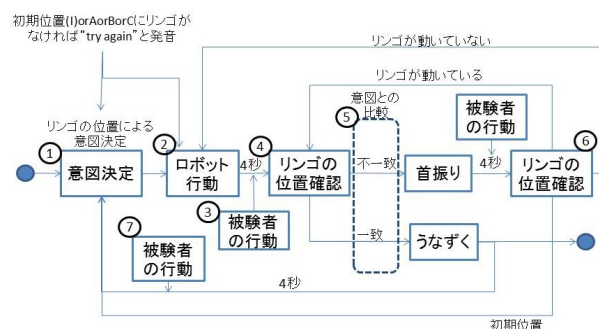 初期位置(I)orAorBorCにリンゴが
なければ“try again”と発音
リンゴが動いていない
リンゴが動いている
リンゴの位置による
意図決定
意図との
比較
被験者
の行動
①
意図決定
②
ロボット
行動
4秒
③
被験者
の行動
④
リンゴの
位置確認
⑤
不一致
首振り
4秒
⑥
リンゴの
位置確認
一致
うなずく
⑦
被験者
の行動
4秒
初期位置